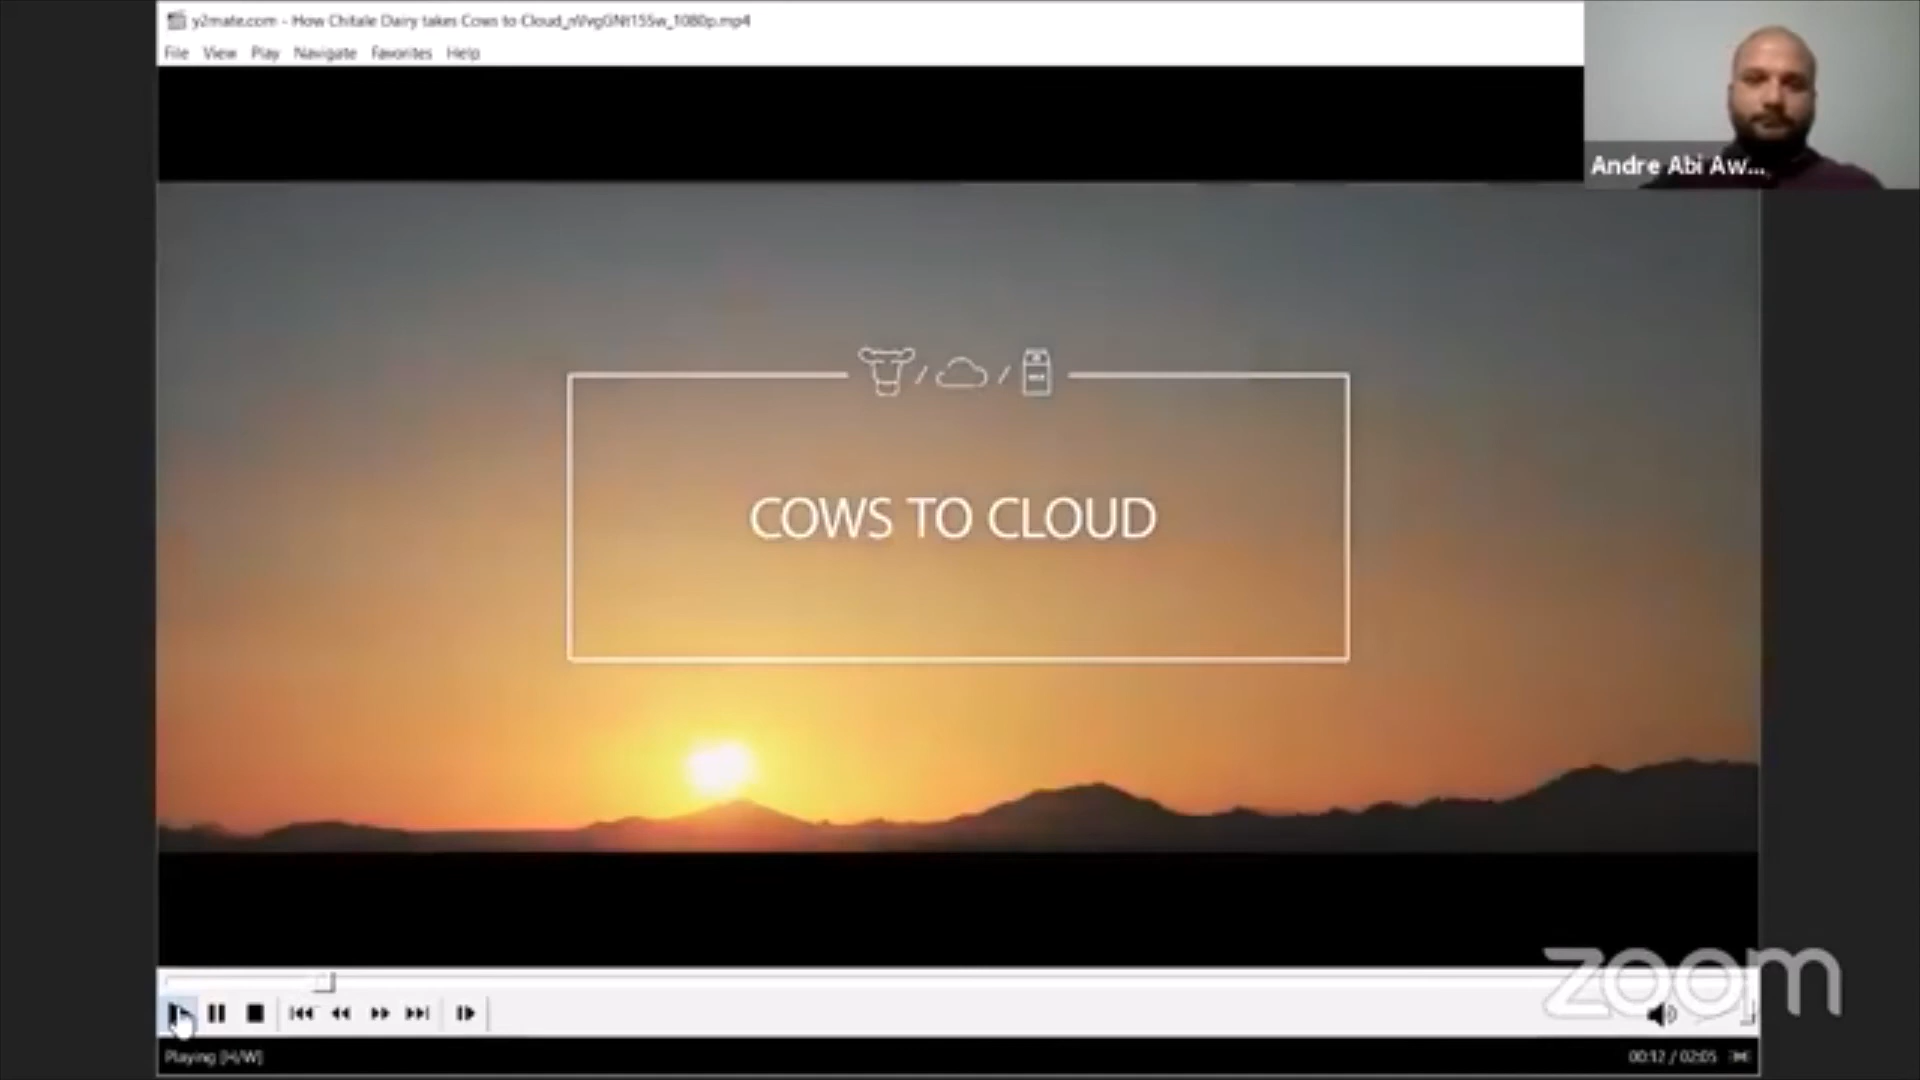 y2mate.com - How Chitale Dairy takes Cows to Cloud_nVvgGNt15Sw_1080p.mp4
File View Play Navigate Favorites Help
Andre Abi Aw...
COWS TO CLOUD
zoom
Playing [H/W]
00:12 / 02:05